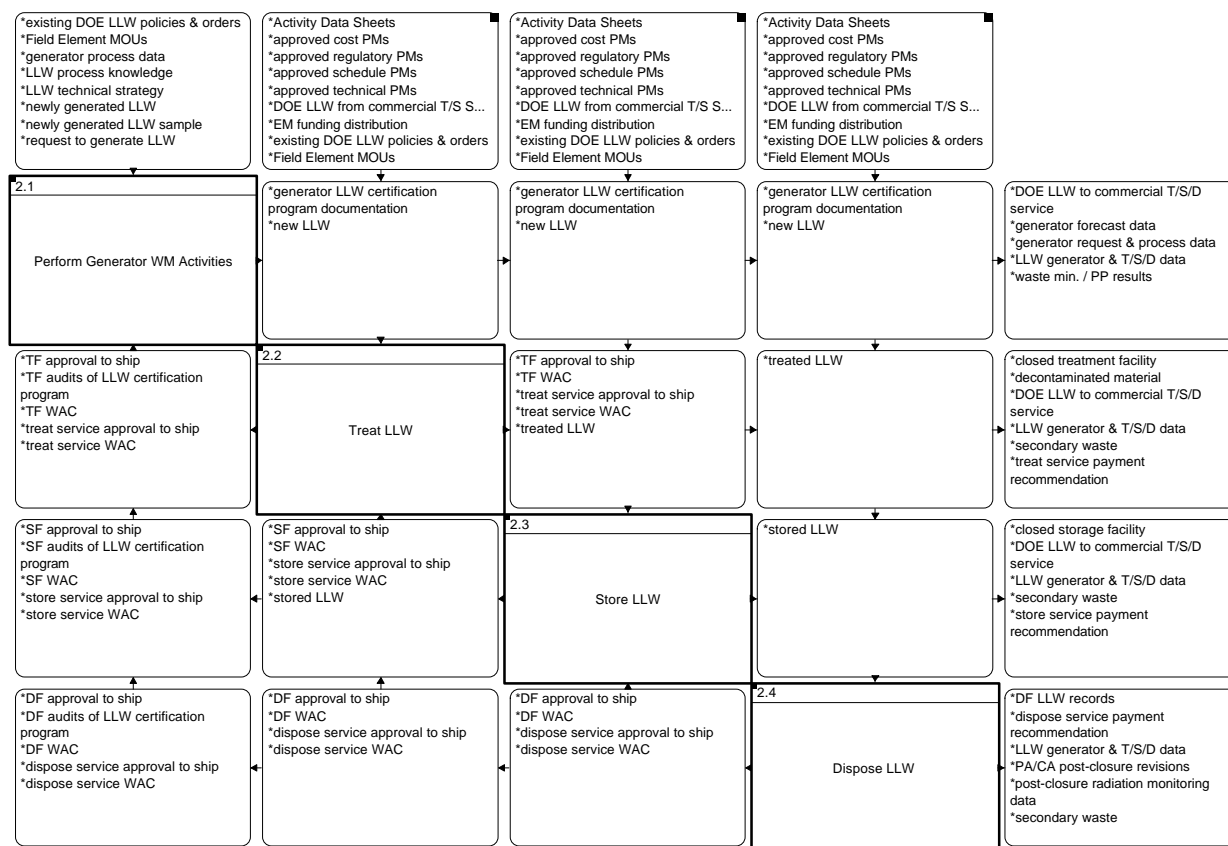 *existing DOE LLW policies & orders
*Field Element MOUs
*generator process data
*LLW process knowledge
*LLW technical strategy
*newly generated LLW
*newly generated LLW sample
*request to generate LLW
*Activity Data Sheets
*approved cost PMs
*approved regulatory PMs
*approved schedule PMs
*approved technical PMs
*DOE LLW from commercial T/S S...
*EM funding distribution
*existing DOE LLW policies & orders
*Field Element MOUs
*Activity Data Sheets
*approved cost PMs
*approved regulatory PMs
*approved schedule PMs
*approved technical PMs
*DOE LLW from commercial T/S S...
*EM funding distribution
*existing DOE LLW policies & orders
*Field Element MOUs
*Activity Data Sheets
*approved cost PMs
*approved regulatory PMs
*approved schedule PMs
*approved technical PMs
*DOE LLW from commercial T/S S...
*EM funding distribution
*existing DOE LLW policies & orders
*Field Element MOUs
2.1
Perform Generator WM Activities
*generator LLW certification
program documentation
*new LLW
*generator LLW certification
program documentation
*new LLW
*generator LLW certification
program documentation
*new LLW
*DOE LLW to commercial T/S/D
service
*generator forecast data
*generator request & process data
*LLW generator & T/S/D data
*waste min. / PP results
*TF approval to ship
*TF audits of LLW certification
program
*TF WAC
*treat service approval to ship
*treat service WAC
2.2
Treat LLW
*TF approval to ship
*TF WAC
*treat service approval to ship
*treat service WAC
*treated LLW
*treated LLW
*closed treatment facility
*decontaminated material
*DOE LLW to commercial T/S/D
service
*LLW generator & T/S/D data
*secondary waste
*treat service payment
recommendation
*SF approval to ship
*SF audits of LLW certification
program
*SF WAC
*store service approval to ship
*store service WAC
*SF approval to ship
*SF WAC
*store service approval to ship
*store service WAC
*stored LLW
2.3
Store LLW
*stored LLW
*closed storage facility
*DOE LLW to commercial T/S/D
service
*LLW generator & T/S/D data
*secondary waste
*store service payment
recommendation
*DF approval to ship
*DF audits of LLW certification
program
*DF WAC
*dispose service approval to ship
*dispose service WAC
*DF approval to ship
*DF WAC
*dispose service approval to ship
*dispose service WAC
*DF approval to ship
*DF WAC
*dispose service approval to ship
*dispose service WAC
2.4
Dispose LLW
*DF LLW records
*dispose service payment
recommendation
*LLW generator & T/S/D data
*PA/CA post-closure revisions
*post-closure radiation monitoring
data
*secondary waste